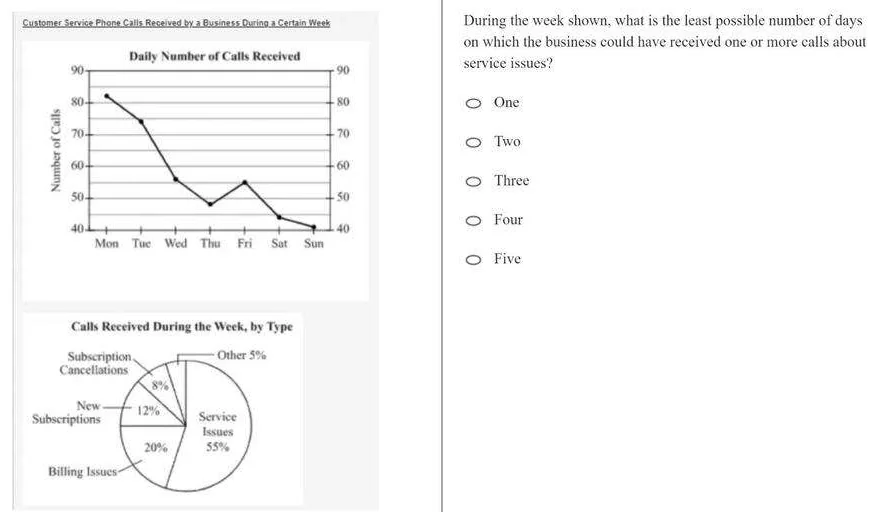 Customer Service Phone Calls Received by a Business During a Certain Week
Daily Number of Calls Received
90 90
80 80
70 70
60 60
50 50
40 40
Number of Calls
Mon Tue Wed Thu Fri Sat Sun
Calls Received During the Week, by Type
Subscription
Cancellations
Other 5%
8%
New
Subscriptions
12%
Service
Issues
55%
20%
Billing Issues
During the week shown, what is the least possible number of days
on which the business could have received one or more calls about
service issues?
One
Two
Three
Four
Five